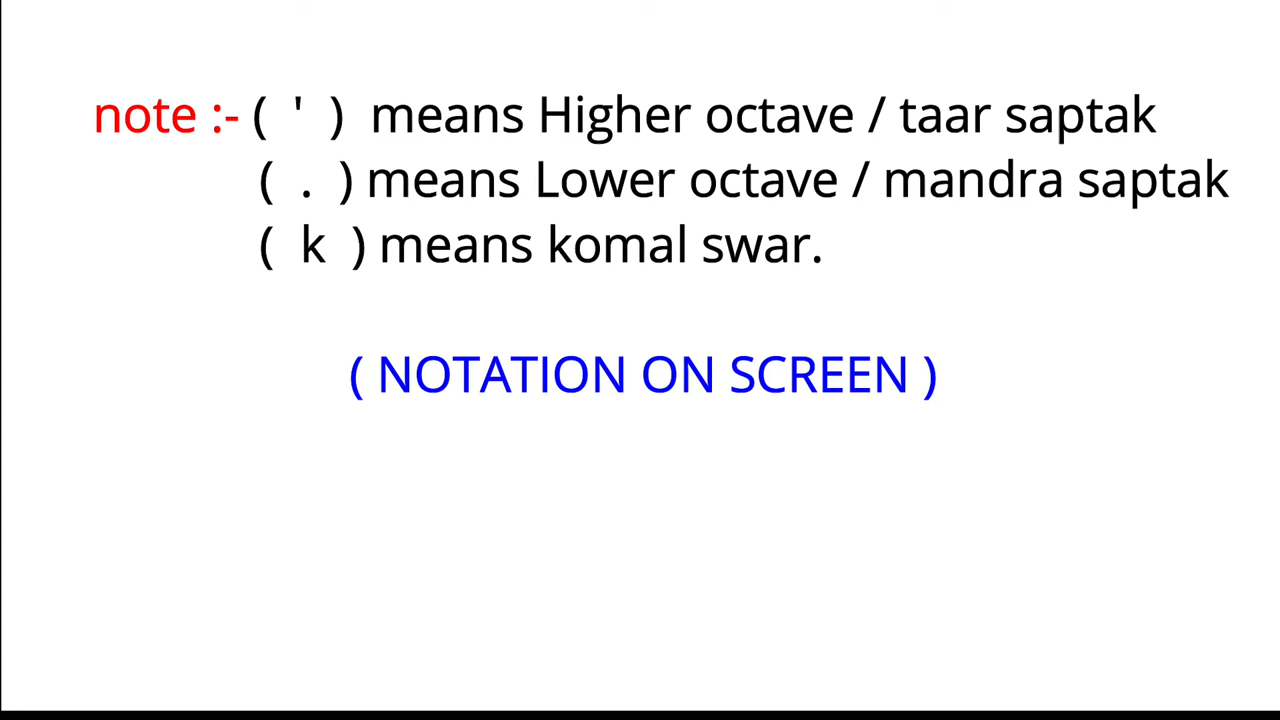 note :- ( ' ) means Higher octave / taar saptak
( . ) means Lower octave / mandra saptak
( k ) means komal swar.
( NOTATION ON SCREEN )